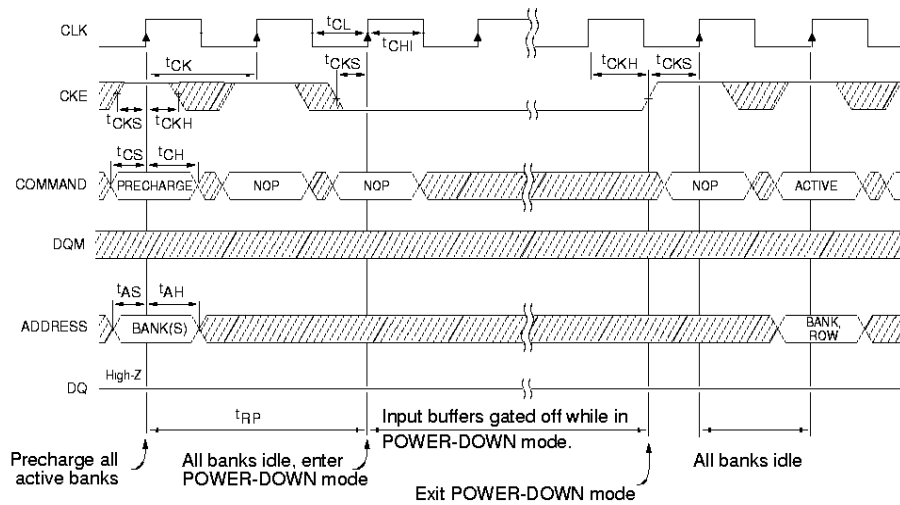 CLK
tCL
tCHI
tCK
tCKS
tCKH
tCKS
CKE
tCKS
tCKH
tCS
tCH
COMMAND
PRECHARGE
NOP
NOP
NOP
ACTIVE
DQM
tAS
tAH
ADDRESS
BANK(S)
BANK,
ROW
High-Z
DQ
tRP
Input buffers gated off while in
POWER-DOWN mode.
Precharge all
active banks
All banks idle, enter
POWER-DOWN mode
Exit POWER-DOWN mode
All banks idle